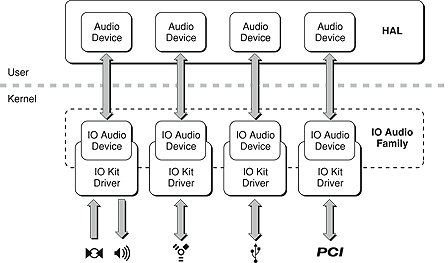 Audio Device Audio Device Audio Device Audio Device HAL
User
Kernel
IO Audio Device IO Audio Device IO Audio Device IO Audio Device IO Audio Family
IO Kit Driver IO Kit Driver IO Kit Driver IO Kit Driver
PCI